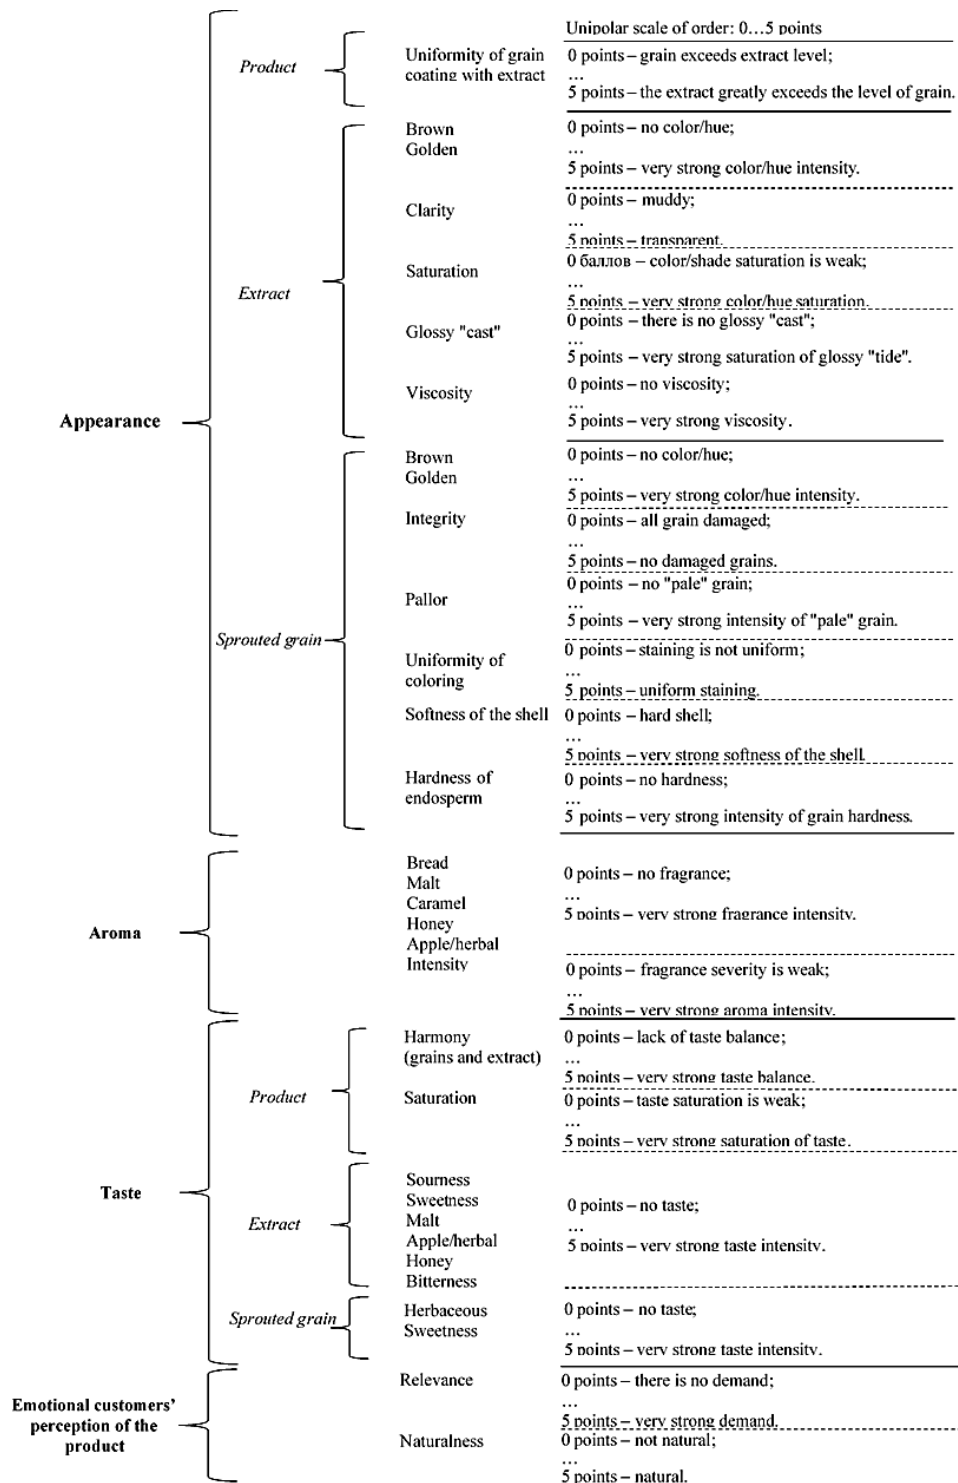 Unipolar scale of order: 0…5 points
Appearance
Product
Uniformity of grain
coating with extract
0 points – grain exceeds extract level;
…
5 points – the extract greatly exceeds the level of grain.
Extract
Brown
Golden
0 points – no color/hue;
…
5 points – very strong color/hue intensity.
Clarity
0 points – muddy;
…
5 points – transparent.
Saturation
0 баллов – color/shade saturation is weak;
…
5 points – very strong color/hue saturation.
Glossy "cast"
0 points – there is no glossy "cast";
…
5 points – very strong saturation of glossy "tide".
Viscosity
0 points – no viscosity;
…
5 points – very strong viscosity.
Sprouted grain
Brown
Golden
0 points – no color/hue;
…
5 points – very strong color/hue intensity.
Integrity
0 points – all grain damaged;
…
5 points – no damaged grains.
Pallor
0 points – no "pale" grain;
…
5 points – very strong intensity of "pale" grain.
Uniformity of
coloring
0 points – staining is not uniform;
…
5 points – uniform staining.
Softness of the shell
0 points – hard shell;
…
5 points – very strong softness of the shell.
Hardness of
endosperm
0 points – no hardness;
…
5 points – very strong intensity of grain hardness.
Aroma
Bread
Malt
Caramel
Honey
Apple/herbal
0 points – no fragrance;
…
5 points – very strong fragrance intensity.
Intensity
0 points – fragrance severity is weak;
…
5 points – very strong aroma intensity.
Taste
Product
Harmony
(grains and extract)
0 points – lack of taste balance;
…
5 points – very strong taste balance.
Saturation
0 points – taste saturation is weak;
…
5 points – very strong saturation of taste.
Extract
Sourness
Sweetness
Malt
Apple/herbal
Honey
Bitterness
0 points – no taste;
…
5 points – very strong taste intensity.
Sprouted grain
Herbaceous
Sweetness
0 points – no taste;
…
5 points – very strong taste intensity.
Emotional customers'
perception of the
product
Relevance
0 points – there is no demand;
…
5 points – very strong demand.
Naturalness
0 points – not natural;
…
5 points – natural.